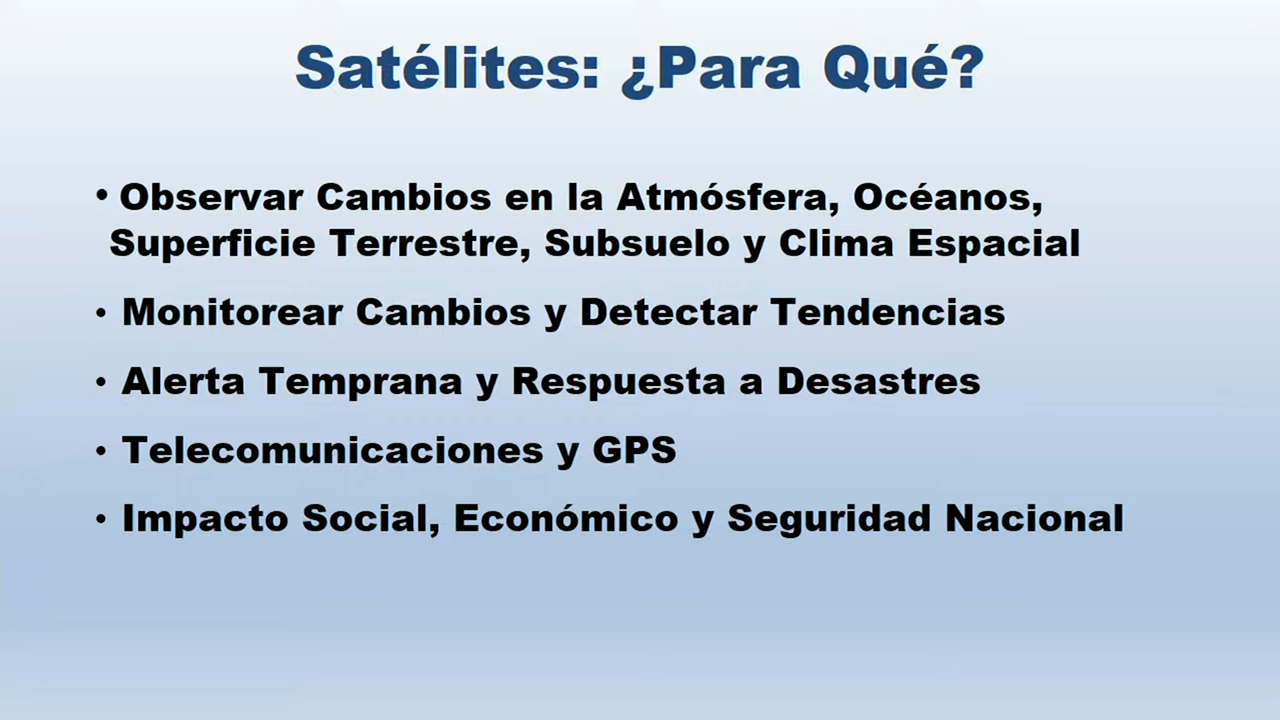 Satélites: ¿Para Qué?
• Observar Cambios en la Atmósfera, Océanos,
Superficie Terrestre, Subsuelo y Clima Espacial
• Monitorear Cambios y Detectar Tendencias
• Alerta Temprana y Respuesta a Desastres
• Telecomunicaciones y GPS
• Impacto Social, Económico y Seguridad Nacional